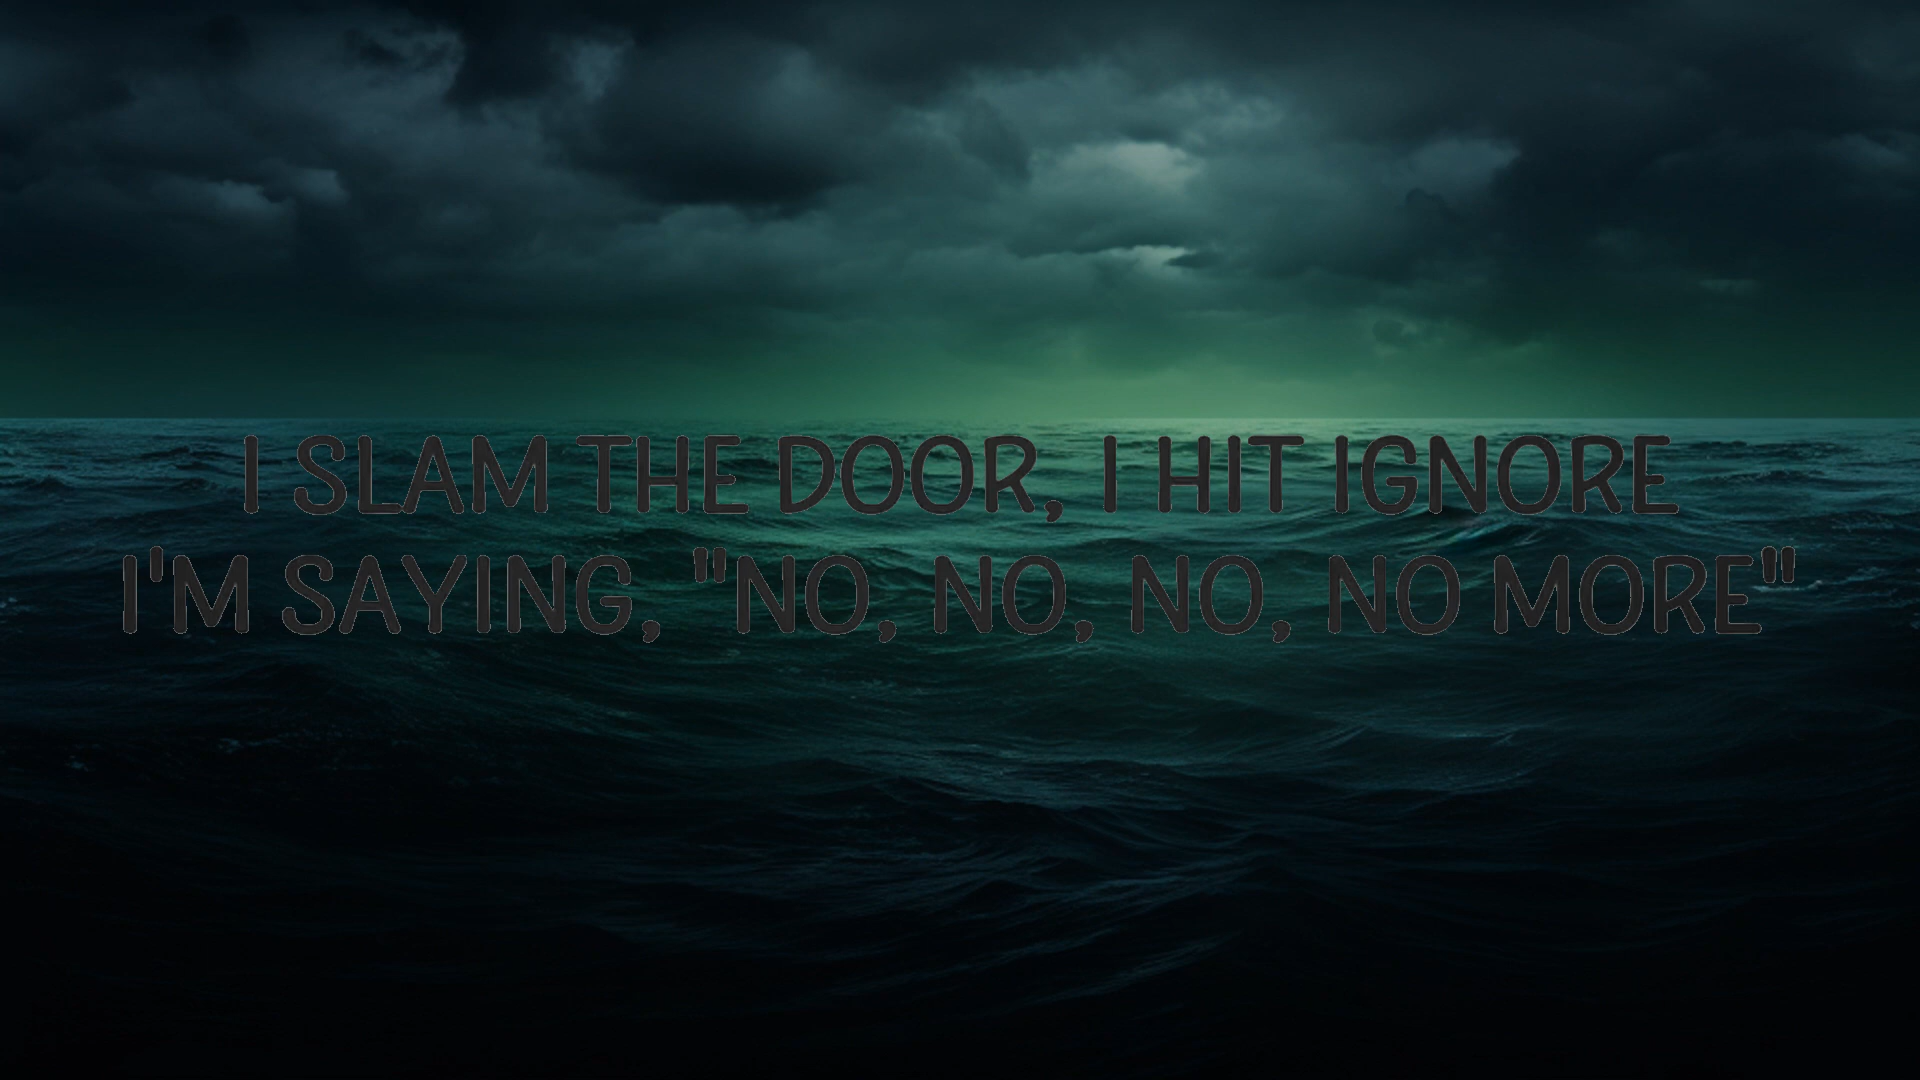 I SLAM THE DOOR, I HIT IGNORE
I'M SAYING, "NO, NO, NO, NO MORE"